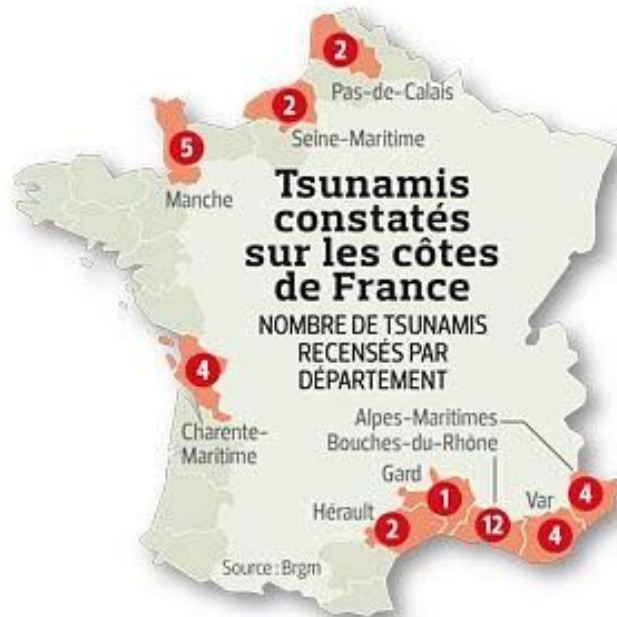 2
Pas-de-Calais
2
Seine-Maritime
5
Manche
Tsunamis
constatés
sur les côtes
de France
NOMBRE DE TSUNAMIS
RECENSÉS PAR
DÉPARTEMENT
4
Charente-
Maritime
Alpes-Maritimes
Bouches-du-Rhône
Gard
Var
4
1
Hérault
12
2
4
Source : Brgm